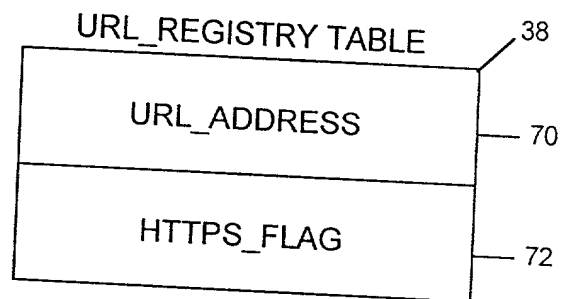 URL_REGISTRY TABLE
38
URL_ADDRESS
70
HTTPS_FLAG
72